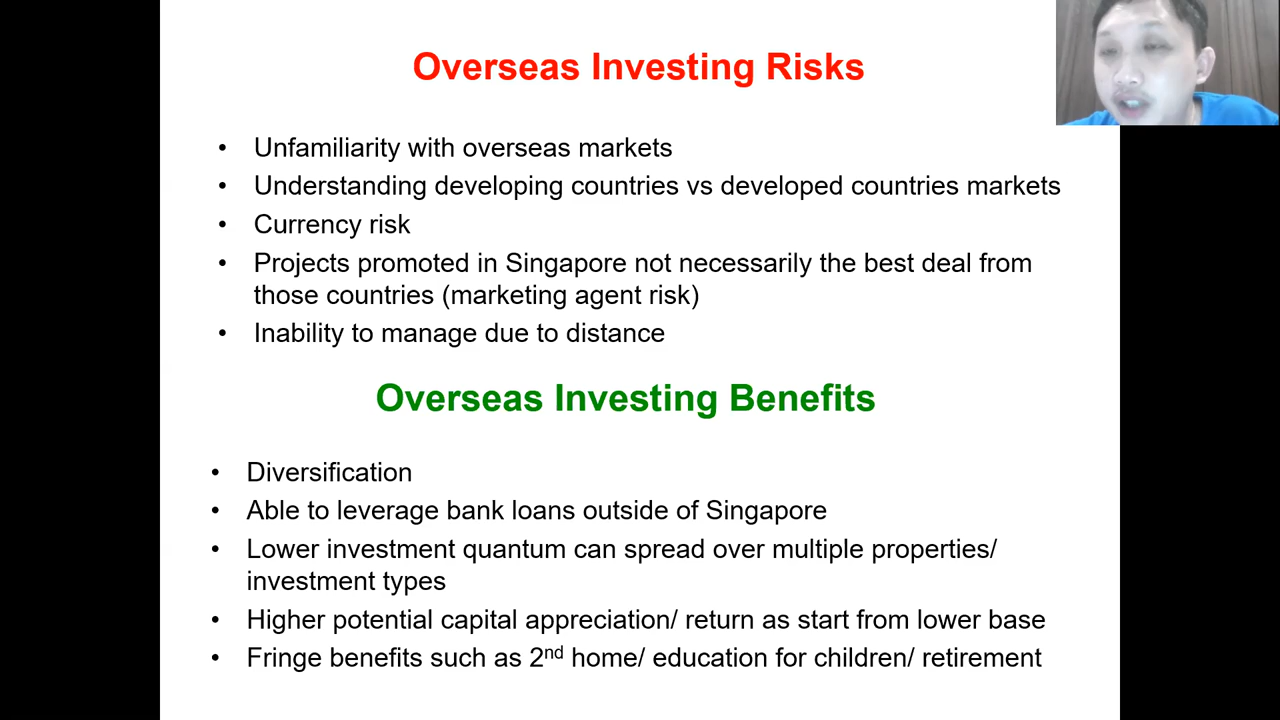 Overseas Investing Risks
• Unfamiliarity with overseas markets
• Understanding developing countries vs developed countries markets
• Currency risk
• Projects promoted in Singapore not necessarily the best deal from
those countries (marketing agent risk)
• Inability to manage due to distance
Overseas Investing Benefits
• Diversification
• Able to leverage bank loans outside of Singapore
• Lower investment quantum can spread over multiple properties/
investment types
• Higher potential capital appreciation/ return as start from lower base
• Fringe benefits such as 2nd home/ education for children/ retirement